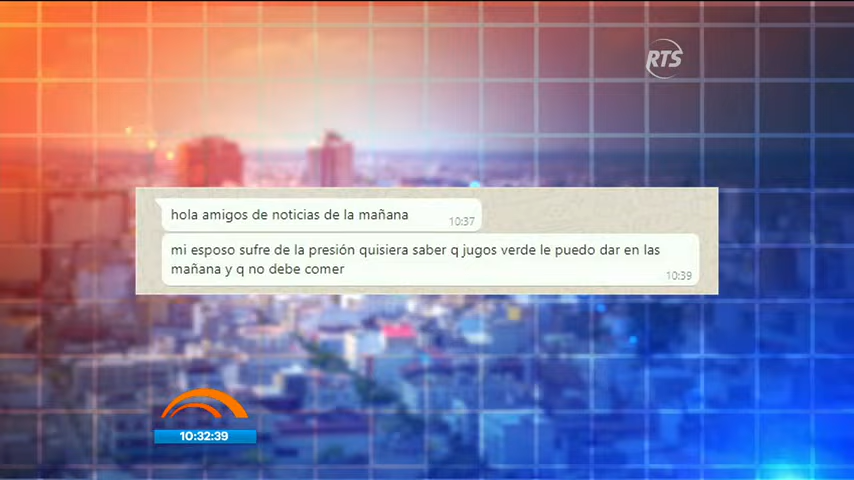 RTS
hola amigos de noticias de la mañana
10:37
mi esposo sufre de la presión quisiera saber q jugos verde le puedo dar en las
mañana y q no debe comer
10:39
10:32:39